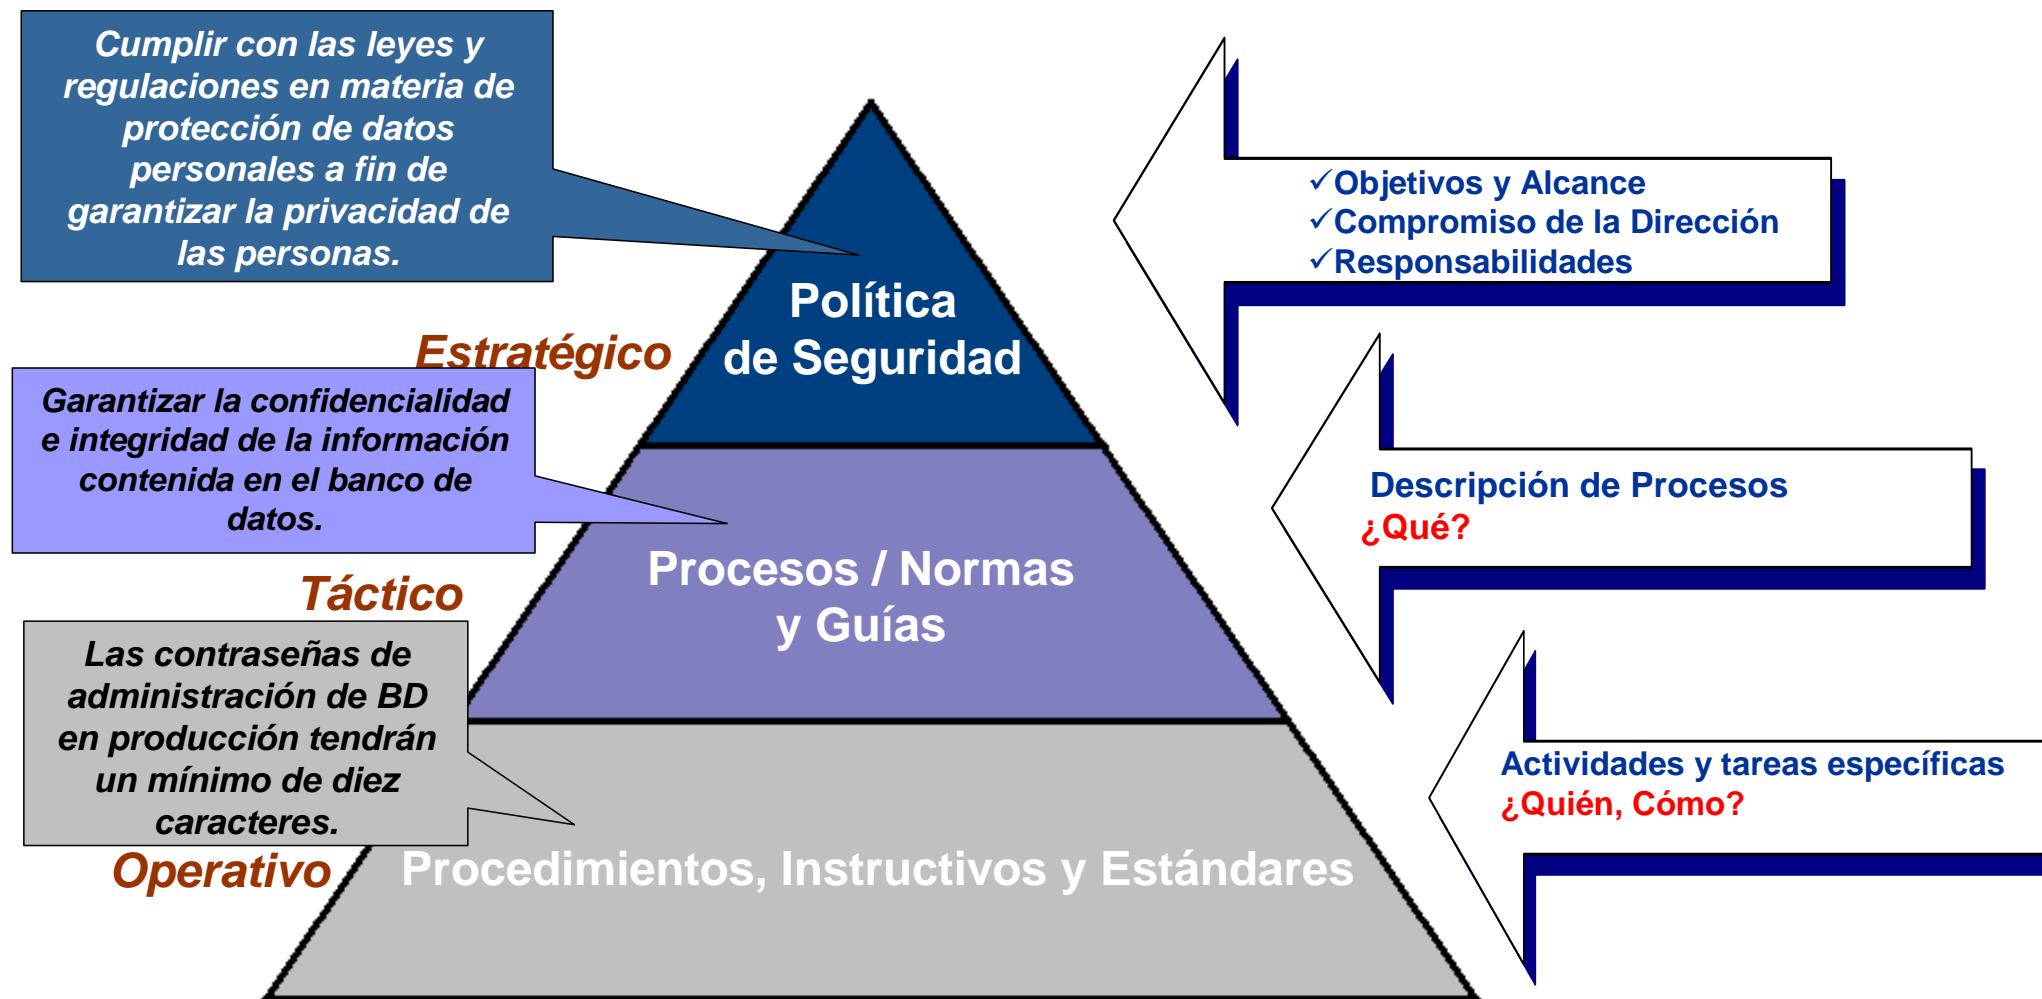 Cumplir con las leyes y
regulaciones en materia de
protección de datos
personales a fin de
garantizar la privacidad de
las personas.
✓Objetivos y Alcance
✓Compromiso de la Dirección
✓Responsabilidades
Política
de Seguridad
Estratégico
Garantizar la confidencialidad
e integridad de la información
contenida en el banco de
datos.
Descripción de Procesos
¿Qué?
Procesos / Normas
y Guías
Táctico
Las contraseñas de
administración de BD
en producción tendrán
un mínimo de diez
caracteres.
Actividades y tareas específicas
¿Quién, Cómo?
Operativo
Procedimientos, Instructivos y Estándares